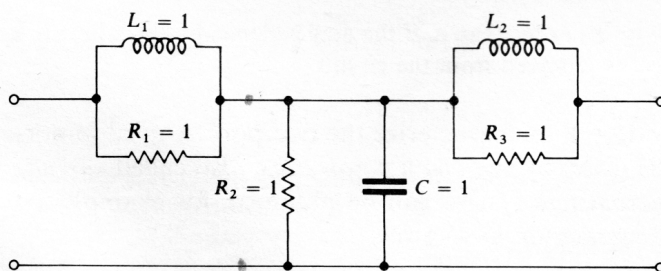 L₁ = 1
L₂ = 1
R₁ = 1
R₃ = 1
R₂ = 1
C = 1